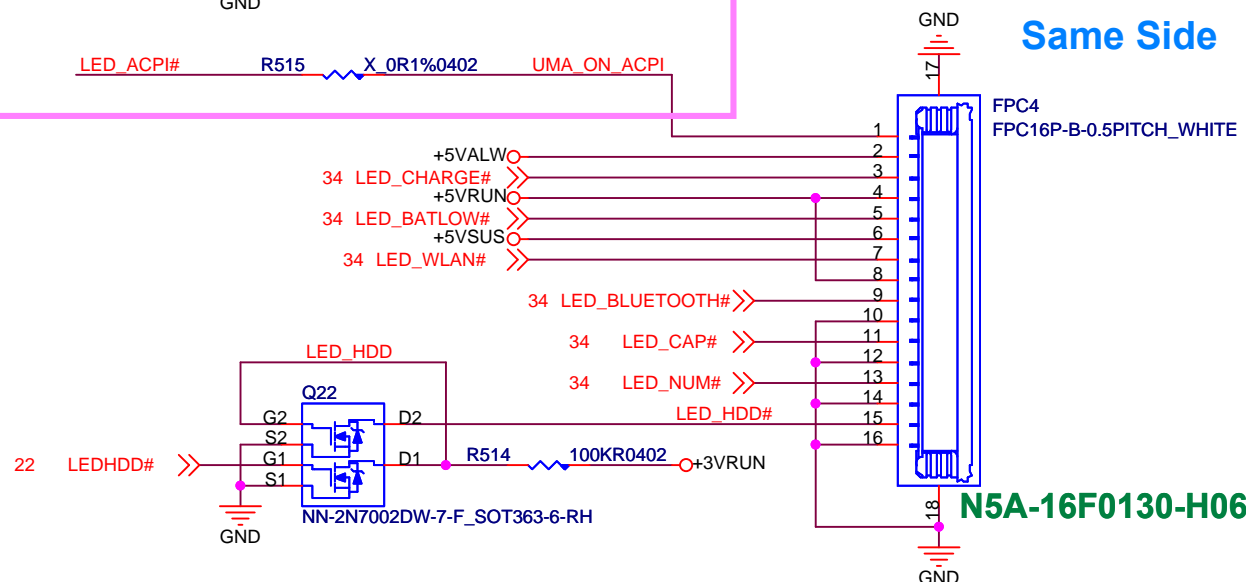 GND
GND
Same Side
LED_ACPI#
R515
X_0R1%0402
UMA_ON_ACPI
17
FPC4
FPC16P-B-0.5PITCH_WHITE
1
+5VALW
2
34 LED_CHARGE#
3
+5VRUN
4
34 LED_BATLOW#
5
+5VSUS
6
34 LED_WLAN#
7
8
34 LED_BLUETOOTH#
9
10
34 LED_CAP#
11
LED_HDD
12
34 LED_NUM#
13
Q22
14
LED_HDD#
G2
D2
15
S2
16
22 LEDHDD#
G1
D1
R514
100KR0402
+3VRUN
S1
18
N5A-16F0130-H06
NN-2N7002DW-7-F_SOT363-6-RH
GND
GND